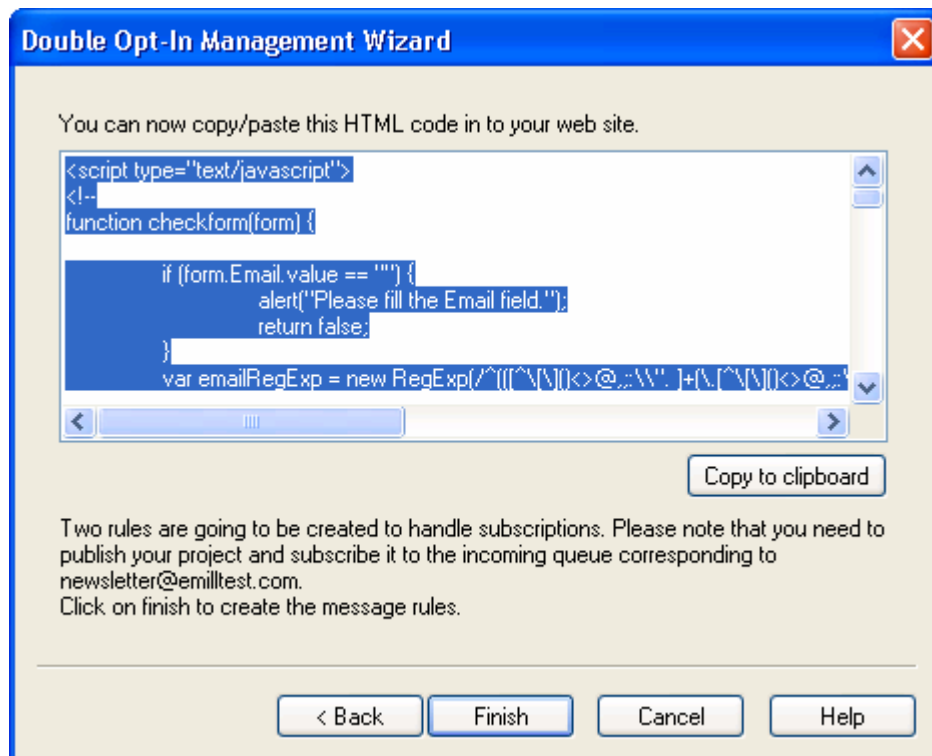 Double Opt-In Management Wizard
You can now copy/paste this HTML code in to your web site.
<script type="text/javascript">
<!--
function checkform(form) {
if (form.Email.value == "") {
alert("Please fill the Email field.");
return false;
}
var emailRegExp = new RegExp(/^((([^\[\]()<>@,;:\\". ]+(\.[^\[\]()<>@,;:\
Copy to clipboard
Two rules are going to be created to handle subscriptions. Please note that you need to
publish your project and subscribe it to the incoming queue corresponding to
newsletter@emilltest.com.
Click on finish to create the message rules.
< Back Finish Cancel Help